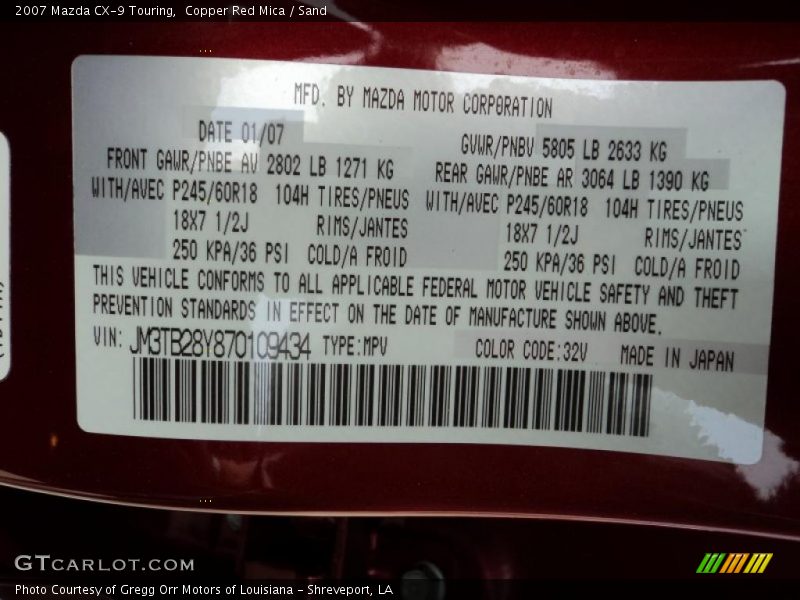 2007 Mazda CX-9 Touring,  Copper Red Mica / Sand
MFD. BY MAZDA MOTOR CORPORATION
DATE 01/07
GVWR/PNBV 5805 LB 2633 KG
FRONT GAWR/PNBE AV 2802 LB 1271 KG
REAR GAWR/PNBE AR 3064 LB 1390 KG
WITH/AVEC P245/60R18 104H TIRES/PNEUS
WITH/AVEC P245/60R18 104H TIRES/PNEUS
18X7 1/2J RIMS/JANTES
18X7 1/2J RIMS/JANTES
250 KPA/36 PSI COLD/A FROID
250 KPA/36 PSI COLD/A FROID
THIS VEHICLE CONFORMS TO ALL APPLICABLE FEDERAL MOTOR VEHICLE SAFETY AND THEFT
PREVENTION STANDARDS IN EFFECT ON THE DATE OF MANUFACTURE SHOWN ABOVE.
VIN: JM3TB28Y870109434 TYPE:MPV COLOR CODE:32V MADE IN JAPAN
GTCARLOT.COM
Photo Courtesy of Gregg Orr Motors of Louisiana - Shreveport, LA